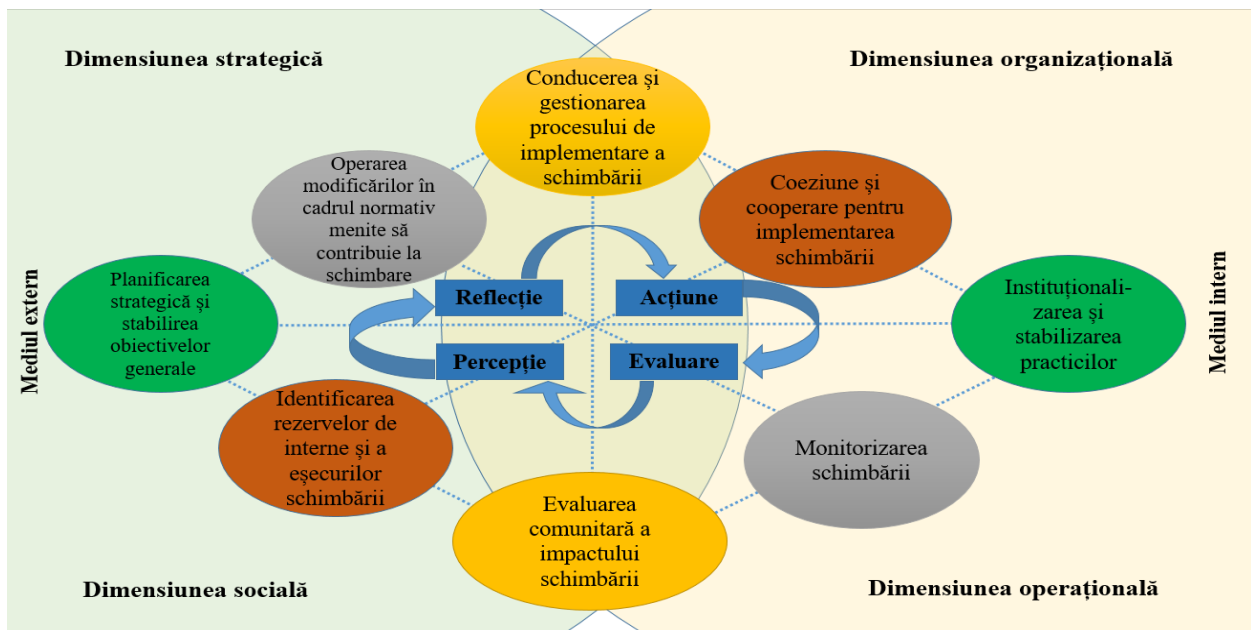 Dimensiunea strategică
Dimensiunea organizațională
Conducerea și
gestionarea
procesului de
implementare a
schimbării
Operarea
modificărilor în
cadrul normativ
menite să
contribuie la
schimbare
Coeziune și
cooperare pentru
implementarea
schimbării
Mediul extern
Planificarea
strategică și
stabilirea
obiectivelor
generale
Reflecție
Acțiune
Percepție
Evaluare
Instituționali-
zarea și
stabilizarea
practicilor
Mediul intern
Identificarea
rezervelor de
interne și a
eșecurilor
schimbării
Monitorizarea
schimbării
Evaluarea
comunitară a
impactului
schimbării
Dimensiunea socială
Dimensiunea operațională